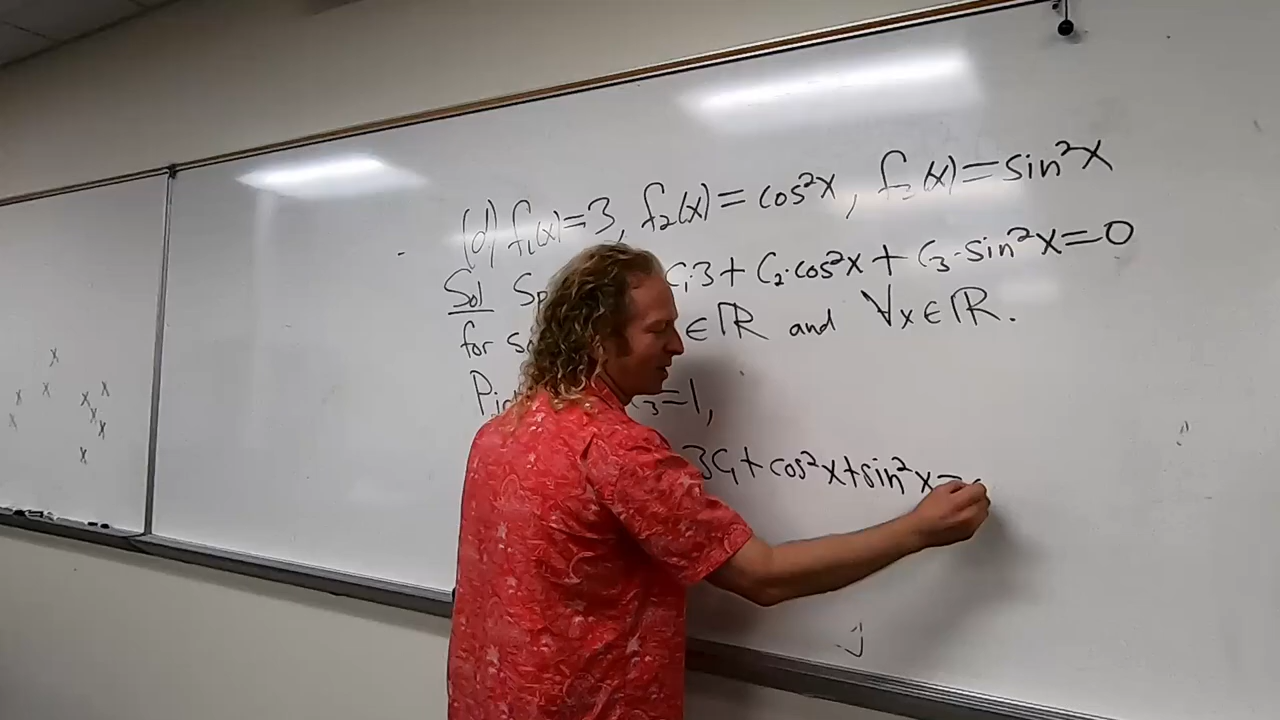 (d) f₁(x)=3, f₂(x)=cos²x, f₃(x)=sin²x
Sol C₁·3+C₂·cos²x+C₃·sin²x=0
for ∈ℝ and ∀x∈ℝ.
₃=1,
3C₁+cos²x+sin²x=